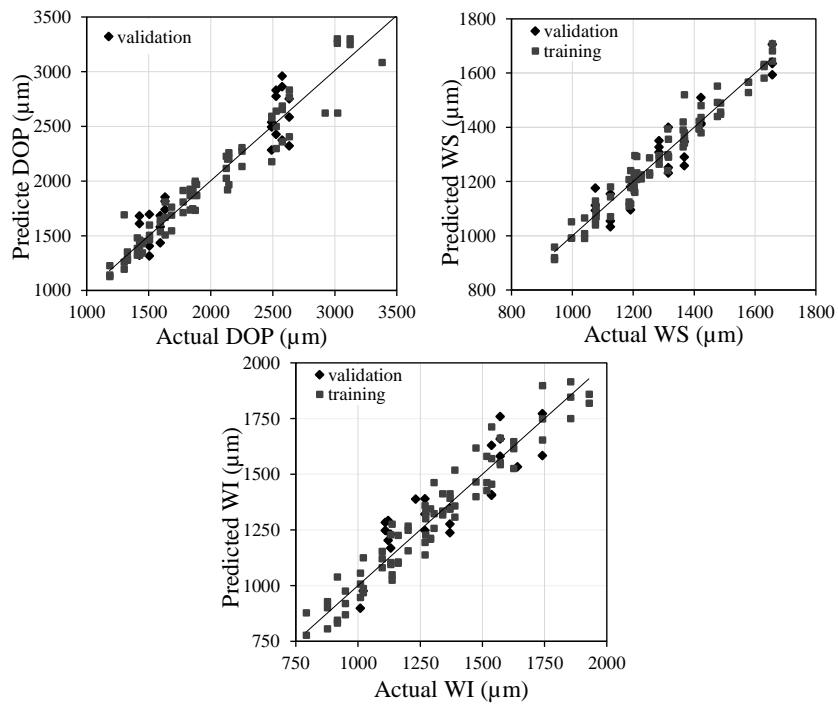 validation
3500
3000
2500
2000
1500
1000
1000 1500 2000 2500 3000 3500
Predicte DOP (µm)
Actual DOP (µm)
validation
training
1800
1600
1400
1200
1000
800
800 1000 1200 1400 1600 1800
Predicted WS (µm)
Actual WS (µm)
validation
training
2000
1750
1500
1250
1000
750
750 1000 1250 1500 1750 2000
Predicted WI (µm)
Actual WI (µm)